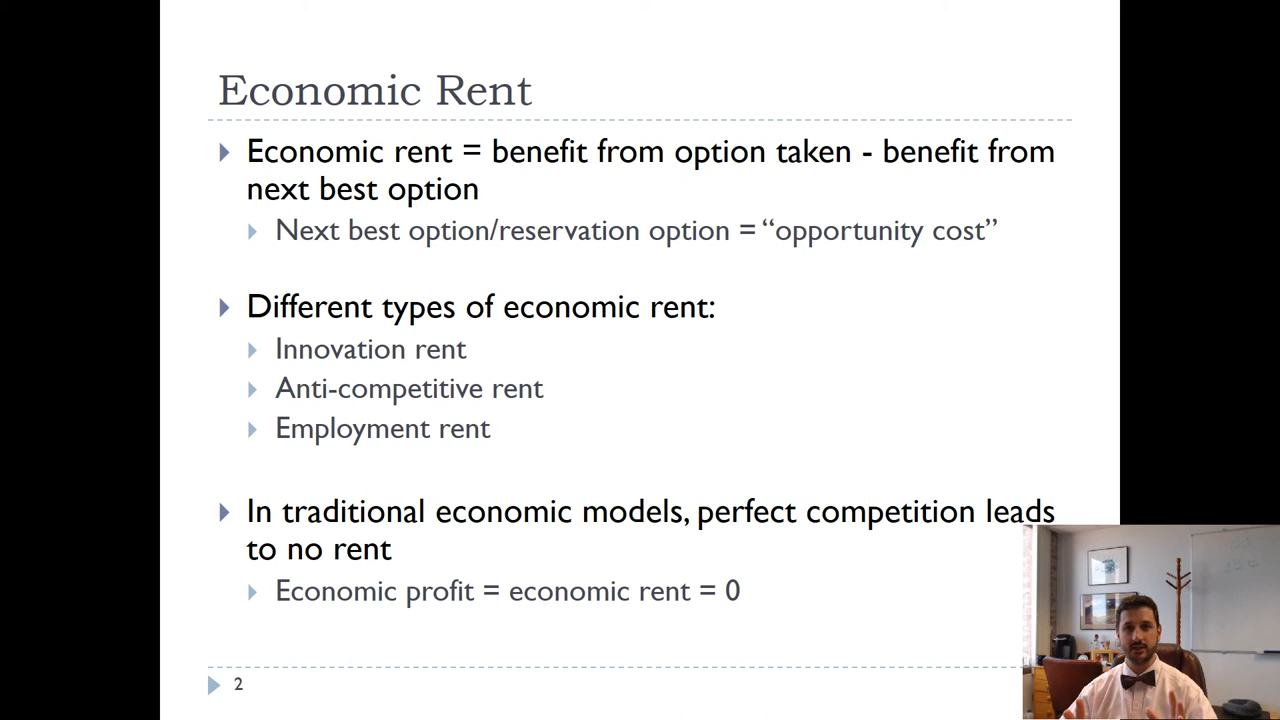 Economic Rent
Economic rent = benefit from option taken - benefit from
next best option
Next best option/reservation option = “opportunity cost”
Different types of economic rent:
Innovation rent
Anti-competitive rent
Employment rent
In traditional economic models, perfect competition leads
to no rent
Economic profit = economic rent = 0
2